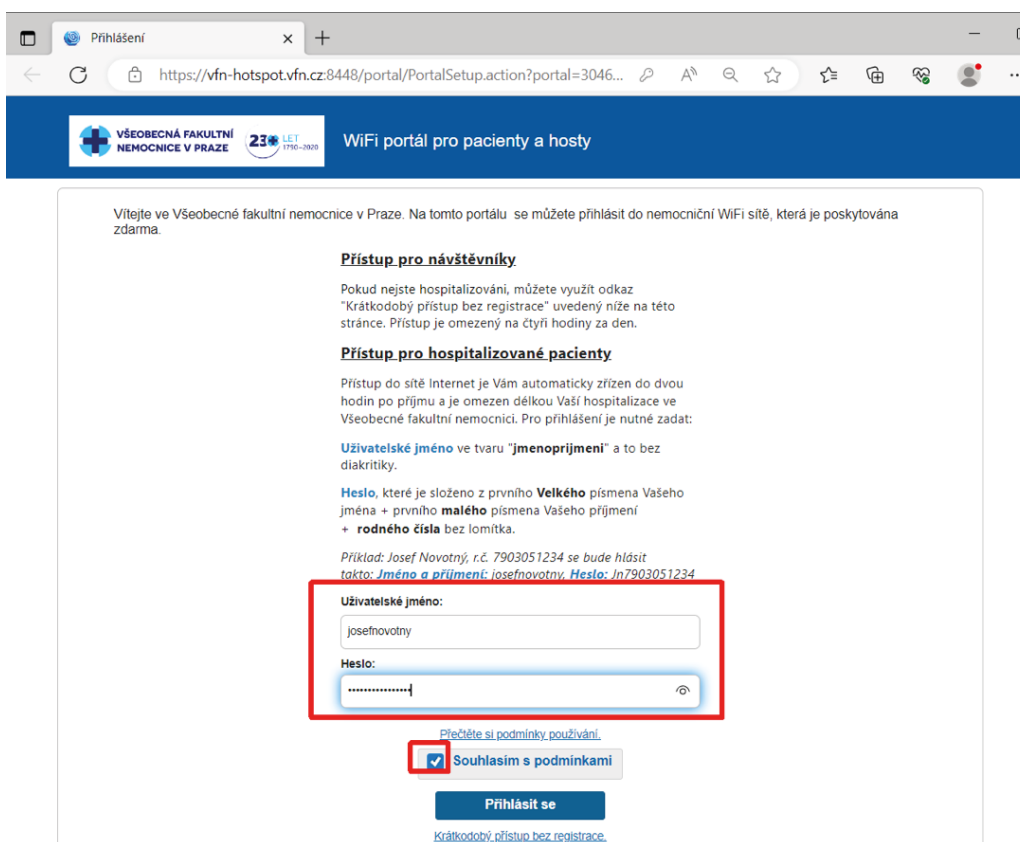 Přihlášení
https://vfn-hotspot.vfn.cz:8448/portal/PortalSetup.action?portal=3046...
VŠEOBECNÁ FAKULTNÍ
NEMOCNICE V PRAZE
230 LET
1790–2020
WiFi portál pro pacienty a hosty
Vítejte ve Všeobecné fakultní nemocnice v Praze. Na tomto portálu se můžete přihlásit do nemocniční WiFi sítě, která je poskytována
zdarma.
Přístup pro návštěvníky
Pokud nejste hospitalizováni, můžete využít odkaz
"Krátkodobý přístup bez registrace" uvedený níže na této
stránce. Přístup je omezený na čtyři hodiny za den.
Přístup pro hospitalizované pacienty
Přístup do sítě Internet je Vám automaticky zřízen do dvou
hodin po příjmu a je omezen délkou Vaší hospitalizace ve
Všeobecné fakultní nemocnici. Pro přihlášení je nutné zadat:
Uživatelské jméno ve tvaru "jmenoprijmeni" a to bez
diakritiky.
Heslo, které je složeno z prvního Velkého písmena Vašeho
jména + prvního malého písmena Vašeho příjmení
+ rodného čísla bez lomítka.
Příklad: Josef Novotný, r.č. 7903051234 se bude hlásit
takto: Jméno a příjmení: josefnovotny, Heslo: Jn7903051234
Uživatelské jméno:
josefnovotny
Heslo:
Přečtěte si podmínky používání.
Souhlasím s podmínkami
Přihlásit se
Krátkodobý přístup bez registrace.